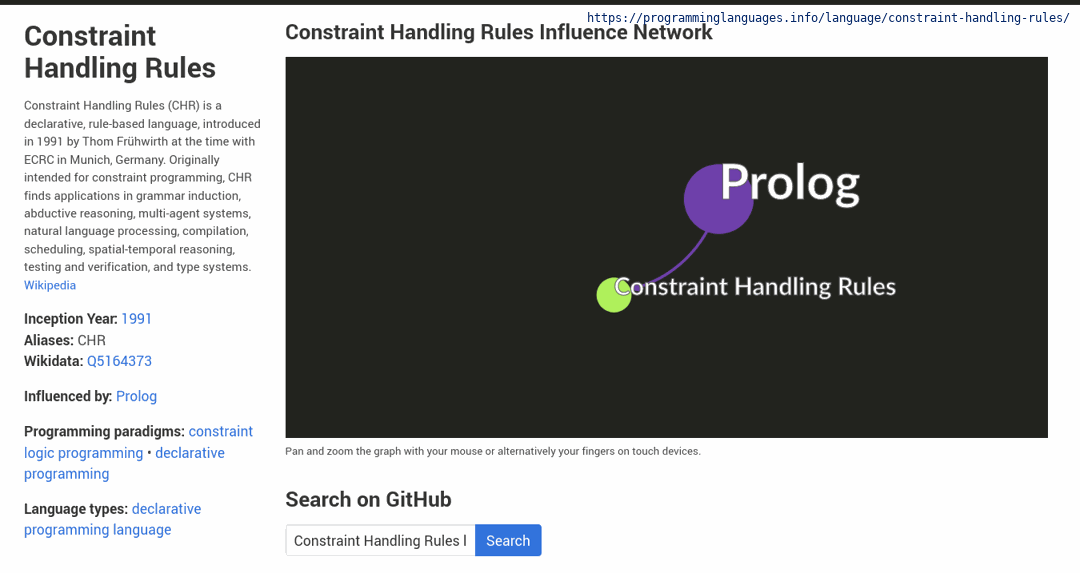 https://programminglanguages.info/language/constraint-handling-rules/
Constraint
Handling Rules
Constraint Handling Rules (CHR) is a
declarative, rule-based language, introduced
in 1991 by Thom Frühwirth at the time with
ECRC in Munich, Germany. Originally
intended for constraint programming, CHR
finds applications in grammar induction,
abductive reasoning, multi-agent systems,
natural language processing, compilation,
scheduling, spatial-temporal reasoning,
testing and verification, and type systems.
Wikipedia
Inception Year: 1991
Aliases: CHR
Wikidata: Q5164373
Influenced by: Prolog
Programming paradigms: constraint
logic programming • declarative
programming
Language types: declarative
programming language
Constraint Handling Rules Influence Network
Prolog
Constraint Handling Rules
Pan and zoom the graph with your mouse or alternatively your fingers on touch devices.
Search on GitHub
Constraint Handling Rules
Search